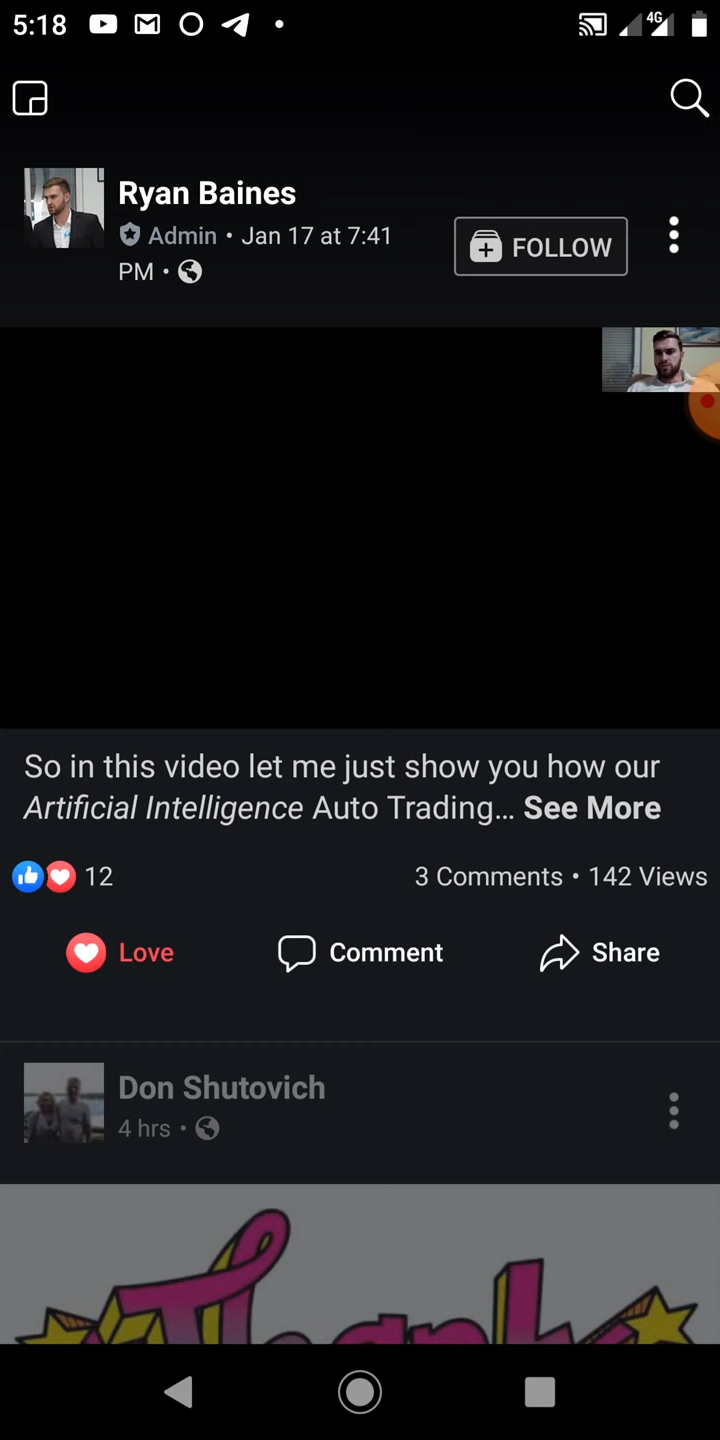 5:18
4G
Ryan Baines
Admin • Jan 17 at 7:41
PM •
FOLLOW
So in this video let me just show you how our
Artificial Intelligence Auto Trading... See More
12
3 Comments • 142 Views
Love
Comment
Share
Don Shutovich
4 hrs •
Thank